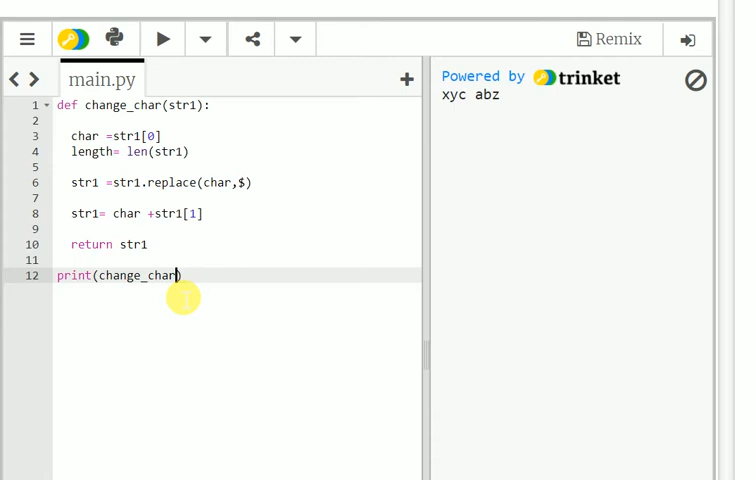 Remix
main.py
+
1 def change_char(str1):
2
3 char =str1[0]
4 length= len(str1)
5
6 str1 =str1.replace(char,$)
7
8 str1= char +str1[1]
9
10 return str1
11
12 print(change_char)
Powered by trinket
xyc abz